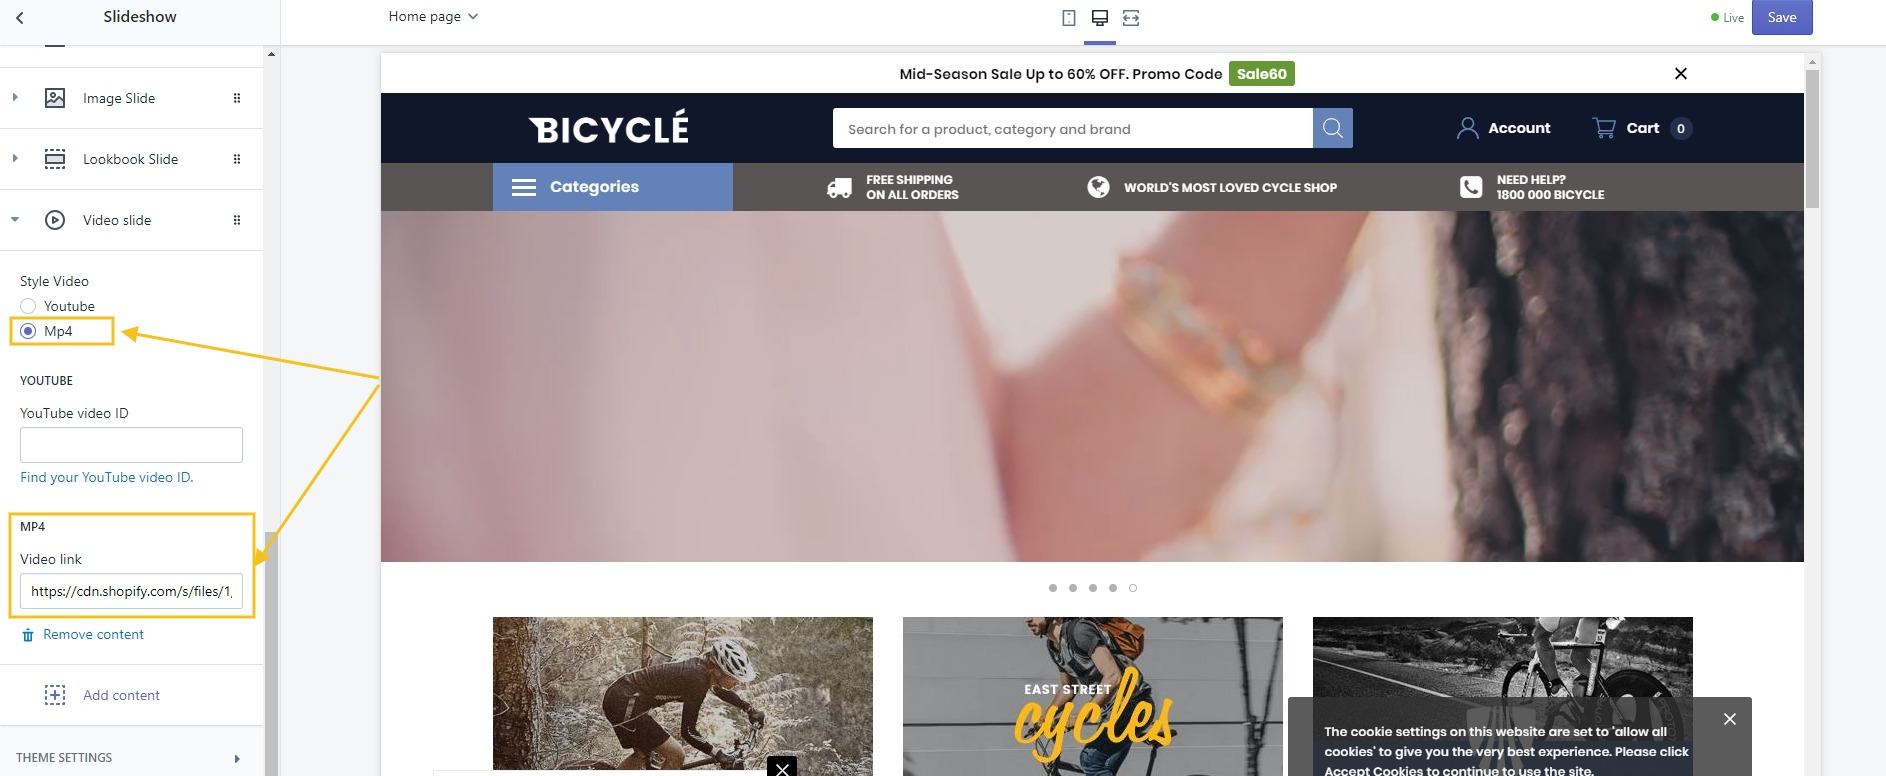 Slideshow
Home page
Live
Save
Image Slide
Lookbook Slide
Video slide
Style Video
Youtube
Mp4
YOUTUBE
YouTube video ID
Find your YouTube video ID.
MP4
Video link
https://cdn.shopify.com/s/files/1,
Remove content
Add content
THEME SETTINGS
Mid-Season Sale Up to 60% OFF. Promo Code Sale60
BICYCLÉ
Search for a product, category and brand
Account
Cart 0
Categories
FREE SHIPPING
ON ALL ORDERS
WORLD'S MOST LOVED CYCLE SHOP
NEED HELP?
1800 000 BICYCLE
EAST STREET
cycles
The cookie settings on this website are set to 'allow all
cookies' to give you the very best experience. Please click
Accept Cookies to continue to use the site.